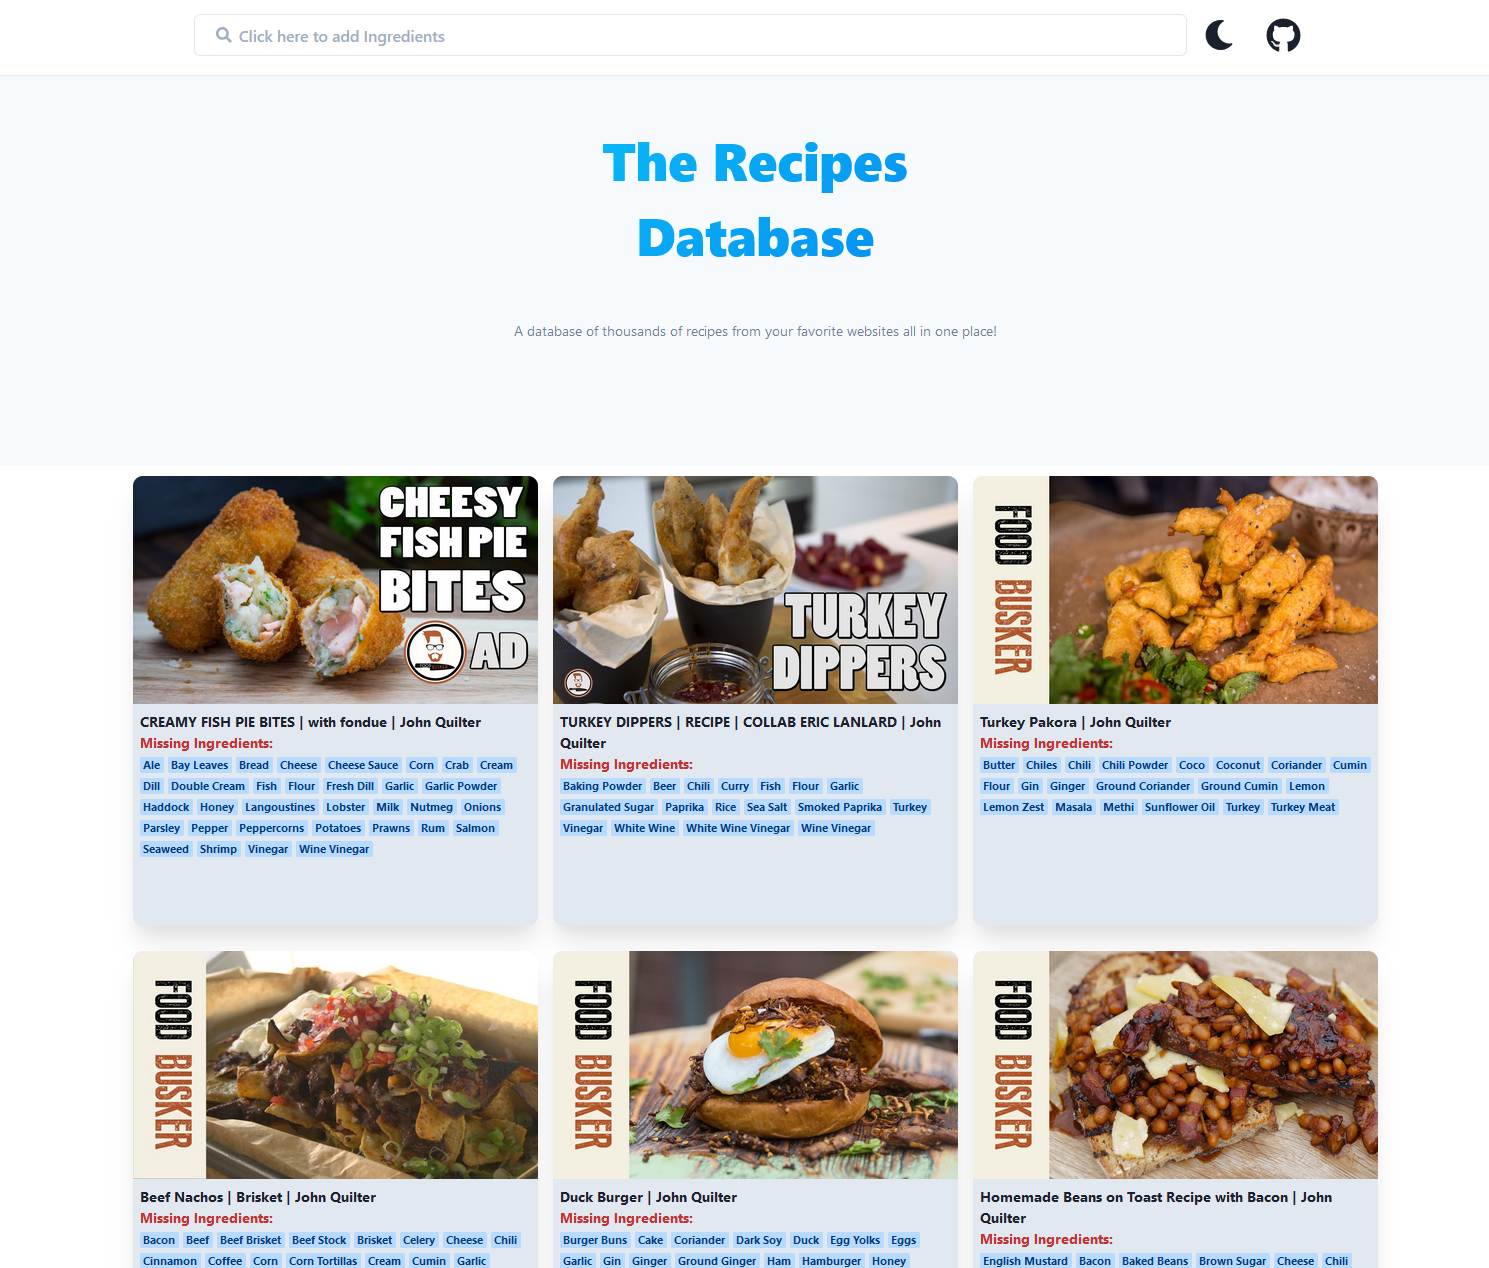 Click here to add Ingredients
The Recipes
Database
A database of thousands of recipes from your favorite websites all in one place!
CHEESY
FISH PIE
BITES
AD
CREAMY FISH PIE BITES | with fondue | John Quilter
Missing Ingredients:
Ale Bay Leaves Bread Cheese Cheese Sauce Corn Crab Cream
Dill Double Cream Fish Flour Fresh Dill Garlic Garlic Powder
Haddock Honey Langoustines Lobster Milk Nutmeg Onions
Parsley Pepper Peppercorns Potatoes Prawns Rum Salmon
Seaweed Shrimp Vinegar Wine Vinegar
TURKEY
DIPPERS
TURKEY DIPPERS | RECIPE | COLLAB ERIC LANLARD | John
Quilter
Missing Ingredients:
Baking Powder Beer Chili Curry Fish Flour Garlic
Granulated Sugar Paprika Rice Sea Salt Smoked Paprika Turkey
Vinegar White Wine White Wine Vinegar Wine Vinegar
FOOD BUSKER
Turkey Pakora | John Quilter
Missing Ingredients:
Butter Chiles Chili Chili Powder Coco Coconut Coriander Cumin
Flour Gin Ginger Ground Coriander Ground Cumin Lemon
Lemon Zest Masala Methi Sunflower Oil Turkey Turkey Meat
FOOD BUSKER
Beef Nachos | Brisket | John Quilter
Missing Ingredients:
Bacon Beef Beef Brisket Beef Stock Brisket Celery Cheese Chili
Cinnamon Coffee Corn Corn Tortillas Cream Cumin Garlic
FOOD BUSKER
Duck Burger | John Quilter
Missing Ingredients:
Burger Buns Cake Coriander Dark Soy Duck Egg Yolks Eggs
Garlic Gin Ginger Ground Ginger Ham Hamburger Honey
FOOD BUSKER
Homemade Beans on Toast Recipe with Bacon | John
Quilter
Missing Ingredients:
English Mustard Bacon Baked Beans Brown Sugar Cheese Chili